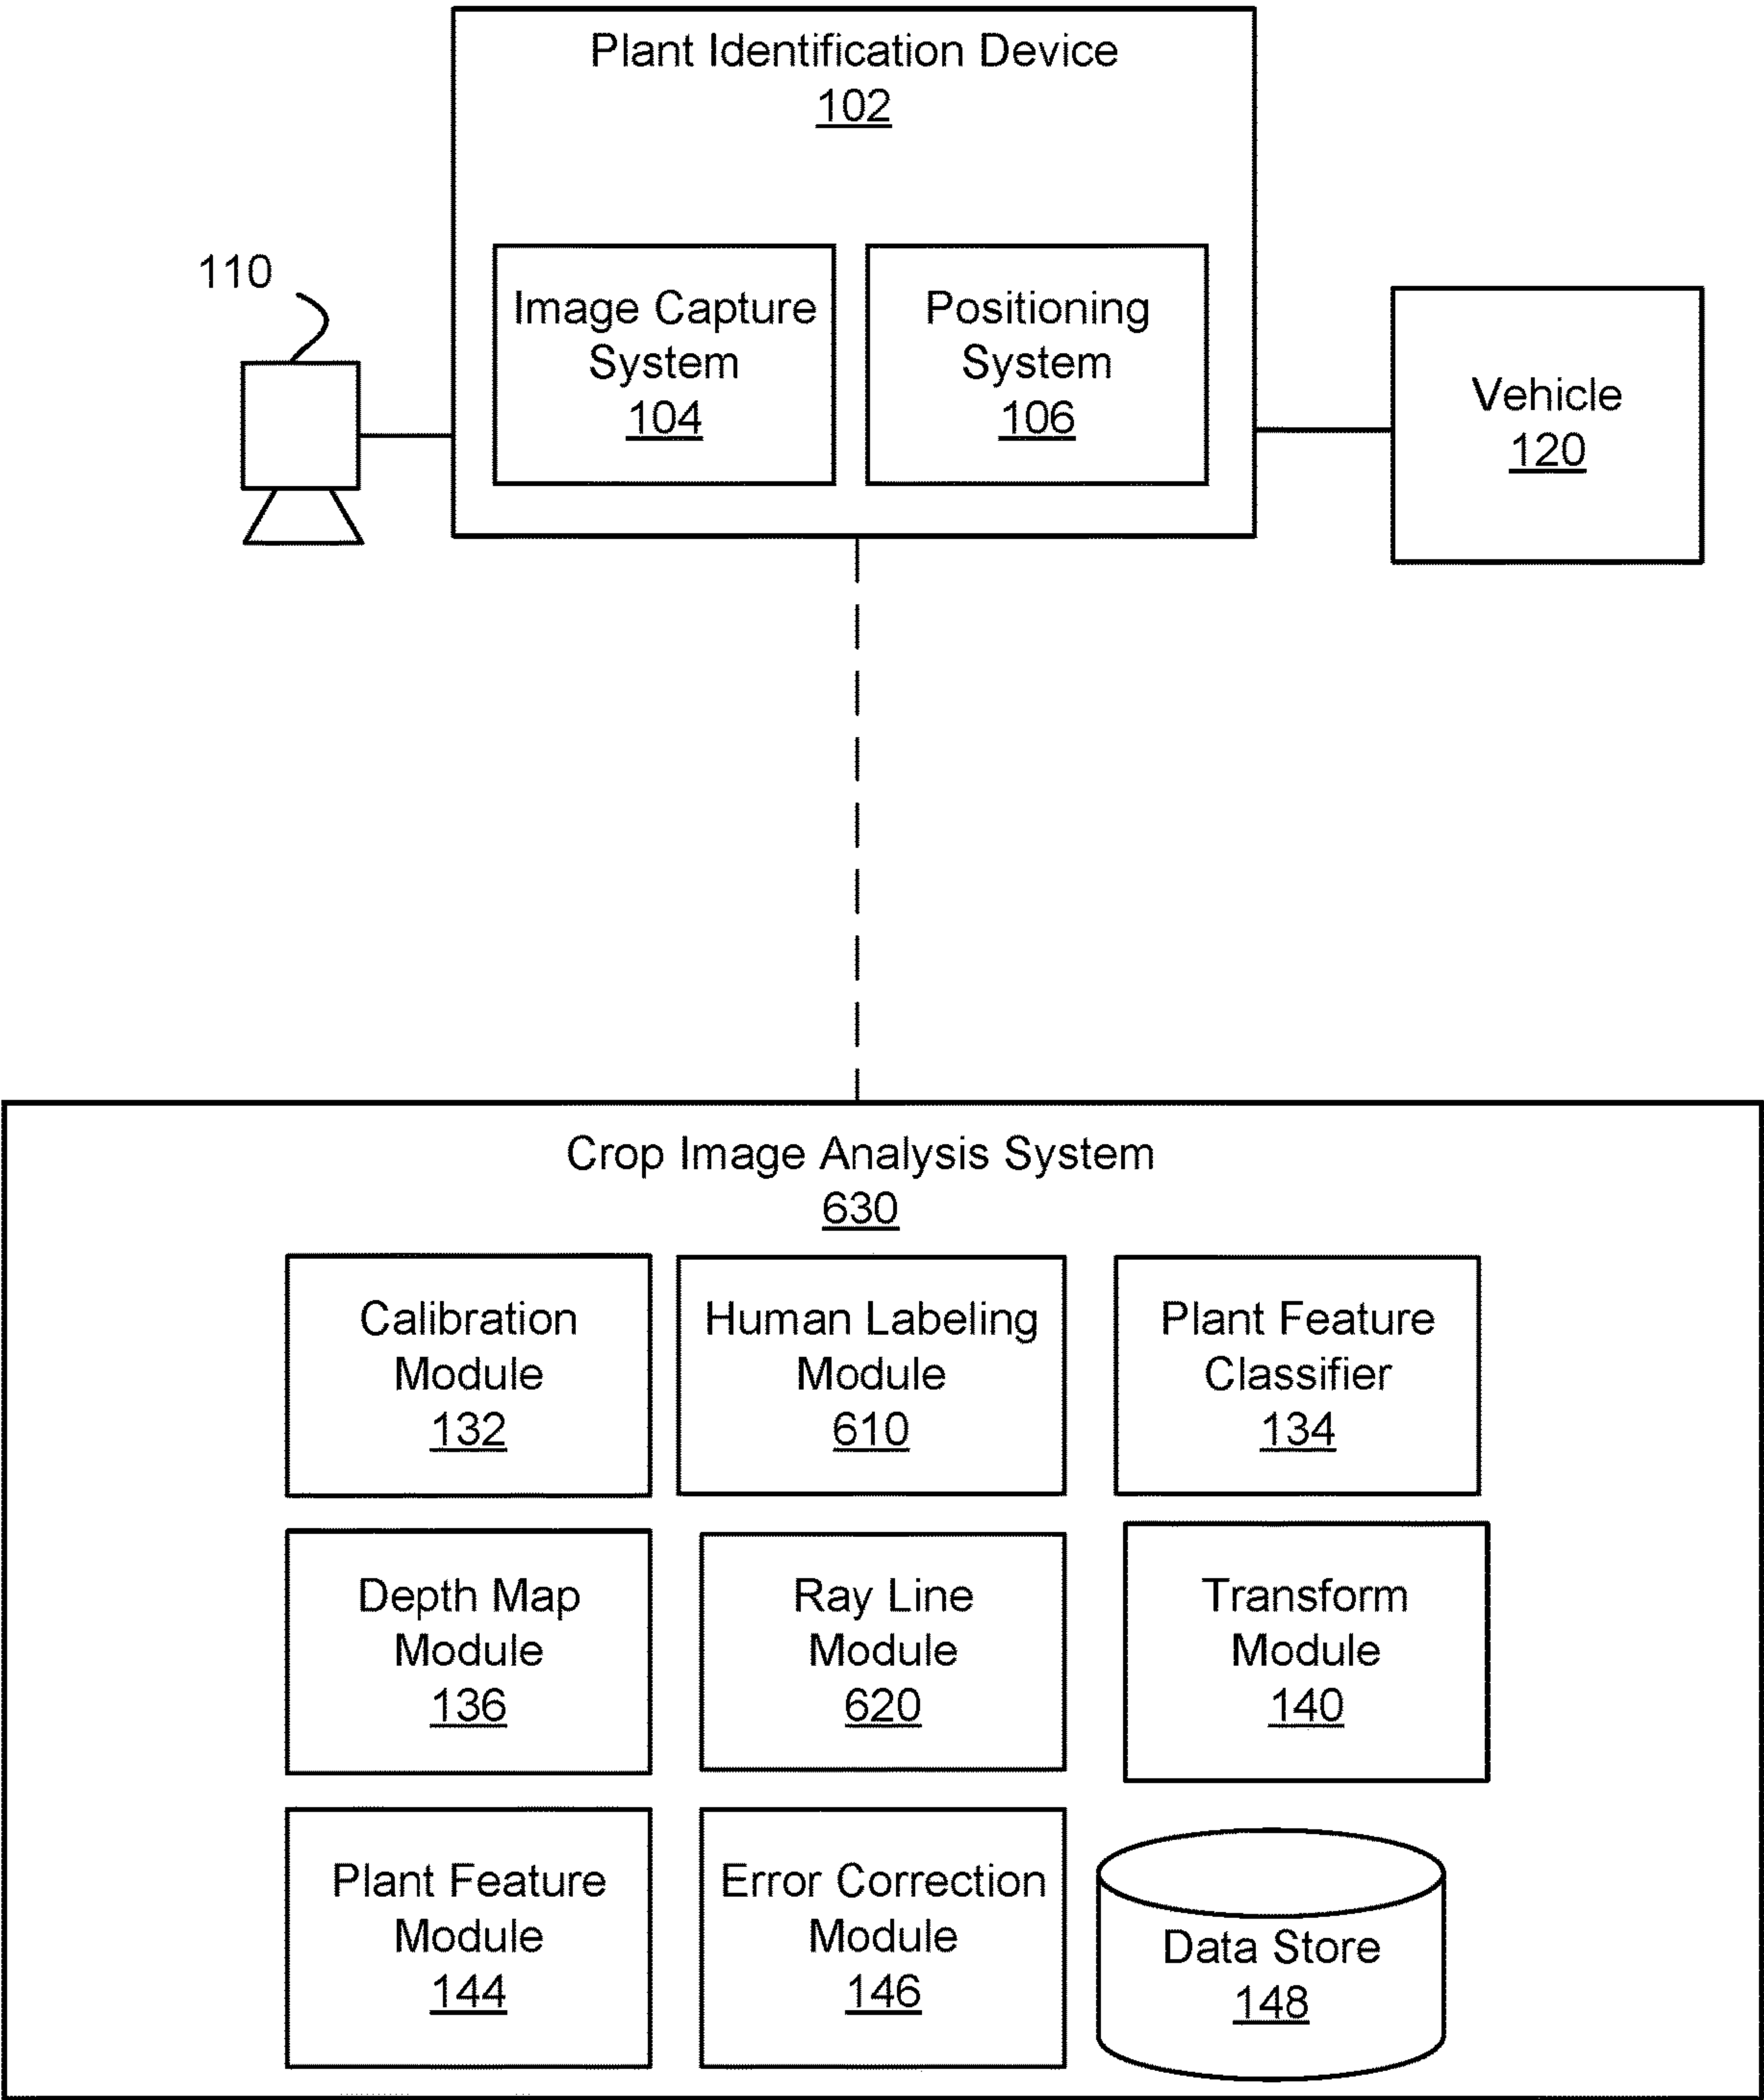 Plant Identification Device
102
110
Image Capture
System
104
Positioning
System
106
Vehicle
120
Crop Image Analysis System
630
Calibration
Module
132
Human Labeling
Module
610
Plant Feature
Classifier
134
Depth Map
Module
136
Ray Line
Module
620
Transform
Module
140
Plant Feature
Module
144
Error Correction
Module
146
Data Store
148